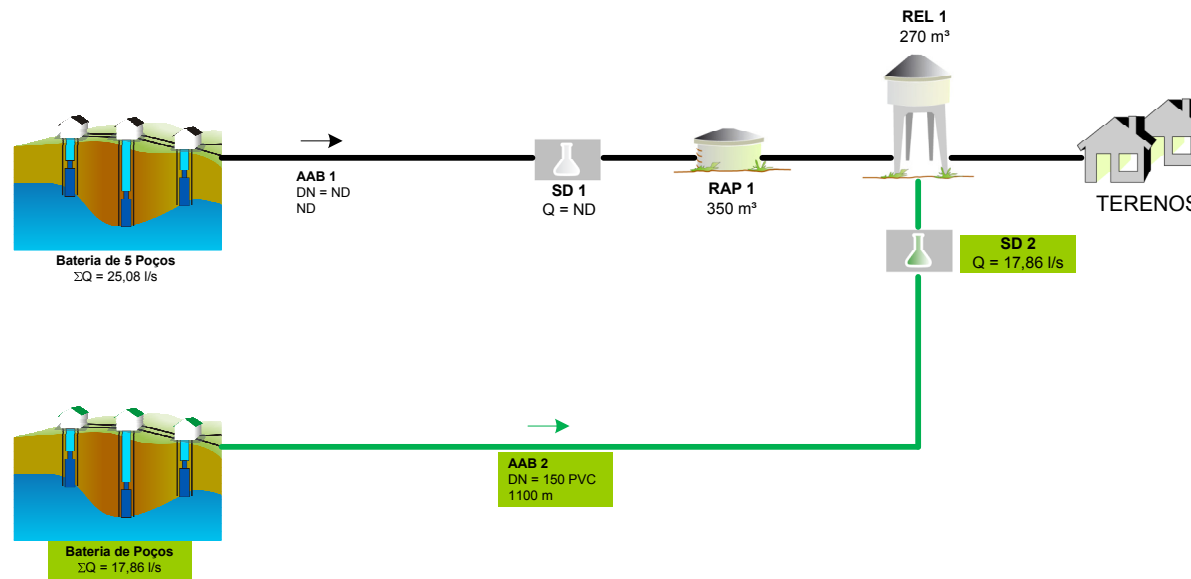 REL 1
270 m³
AAB 1
DN = ND
ND
SD 1
Q = ND
RAP 1
350 m³
TERENOS
Bateria de 5 Poços
ΣQ = 25,08 l/s
SD 2
Q = 17,86 l/s
AAB 2
DN = 150 PVC
1100 m
Bateria de Poços
ΣQ = 17,86 l/s